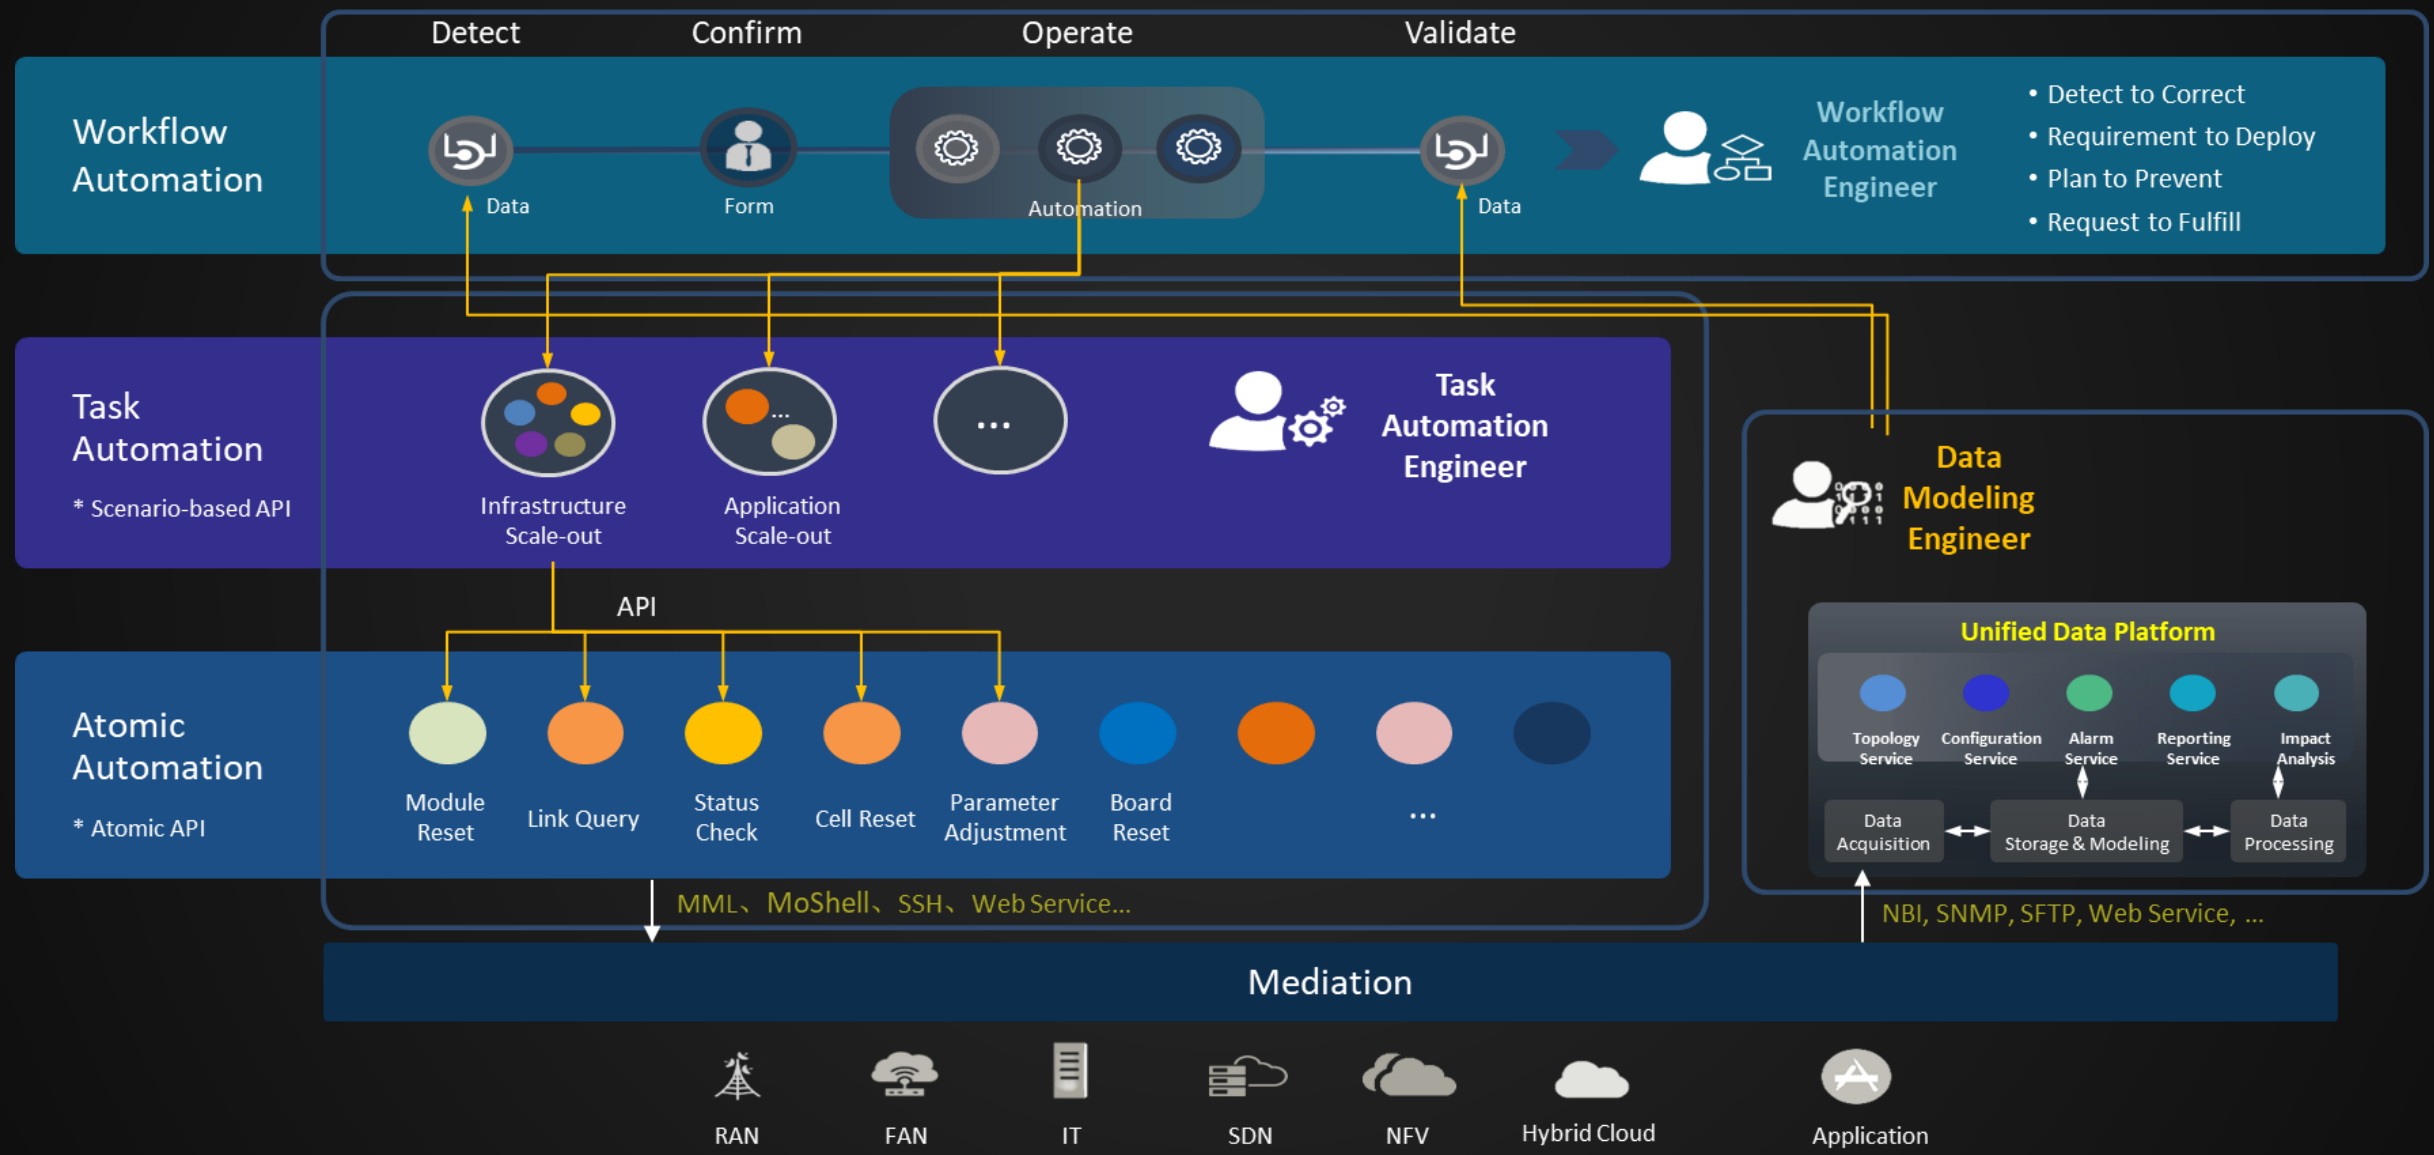 Detect
Confirm
Operate
Validate
Workflow
Automation
Data
Form
Automation
Data
Workflow
Automation
Engineer
• Detect to Correct
• Requirement to Deploy
• Plan to Prevent
• Request to Fulfill
Task
Automation
* Scenario-based API
...
...
Infrastructure
Scale-out
Application
Scale-out
Task
Automation
Engineer
Data
Modeling
Engineer
API
Atomic
Automation
* Atomic API
Module
Reset
Link Query
Status
Check
Cell Reset
Parameter
Adjustment
Board
Reset
...
Unified Data Platform
Topology
Service
Configuration
Service
Alarm
Service
Reporting
Service
Impact
Analysis
Data
Acquisition
Data
Storage & Modeling
Data
Processing
MML、MoShell、SSH、Web Service...
NBI, SNMP, SFTP, Web Service, ...
Mediation
RAN
FAN
IT
SDN
NFV
Hybrid Cloud
Application